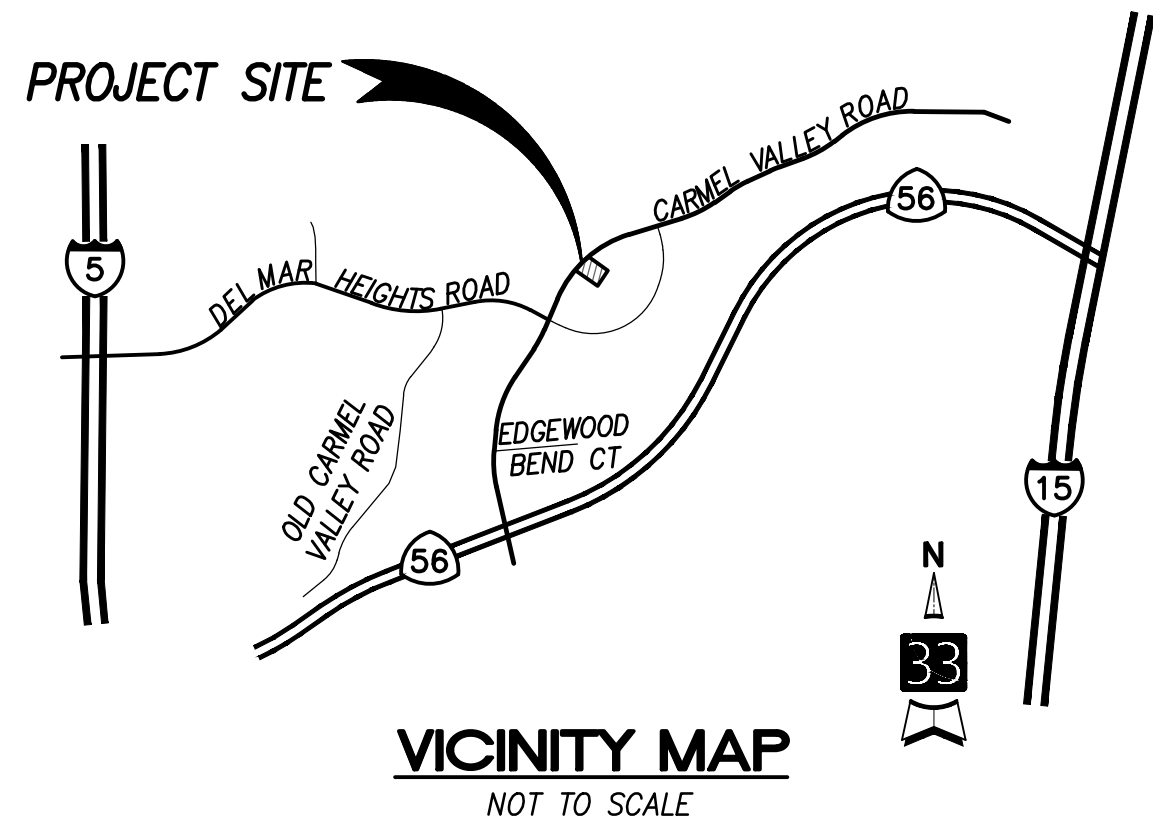 PROJECT SITE
CARMEL VALLEY ROAD
56
5
DEL MAR HEIGHTS ROAD
OLD CARMEL
VALLEY ROAD
EDGEWOOD
BEND CT
15
56
N
33
VICINITY MAP
NOT TO SCALE